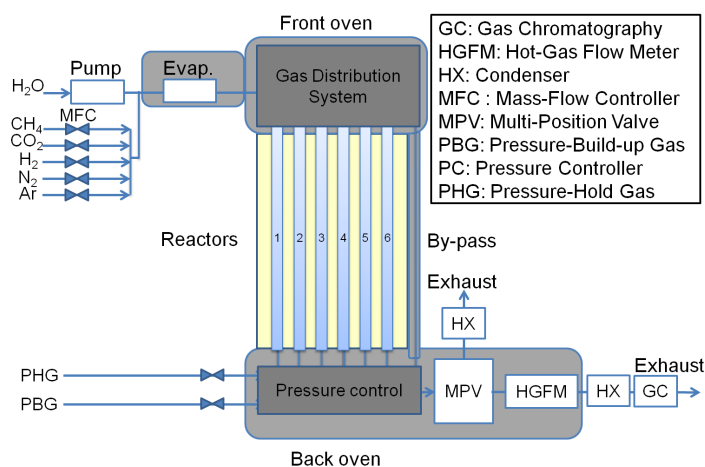 Front oven
GC: Gas Chromatography
HGFM: Hot-Gas Flow Meter
HX: Condenser
MFC : Mass-Flow Controller
MPV: Multi-Position Valve
PBG: Pressure-Build-up Gas
PC: Pressure Controller
PHG: Pressure-Hold Gas
Pump
Evap.
Gas Distribution
System
H₂O
MFC
CH₄
CO₂
H₂
N₂
Ar
Reactors
1 2 3 4 5 6
By-pass
Exhaust
HX
PHG
PBG
Pressure control
MPV
HGFM
HX
GC
Exhaust
Back oven